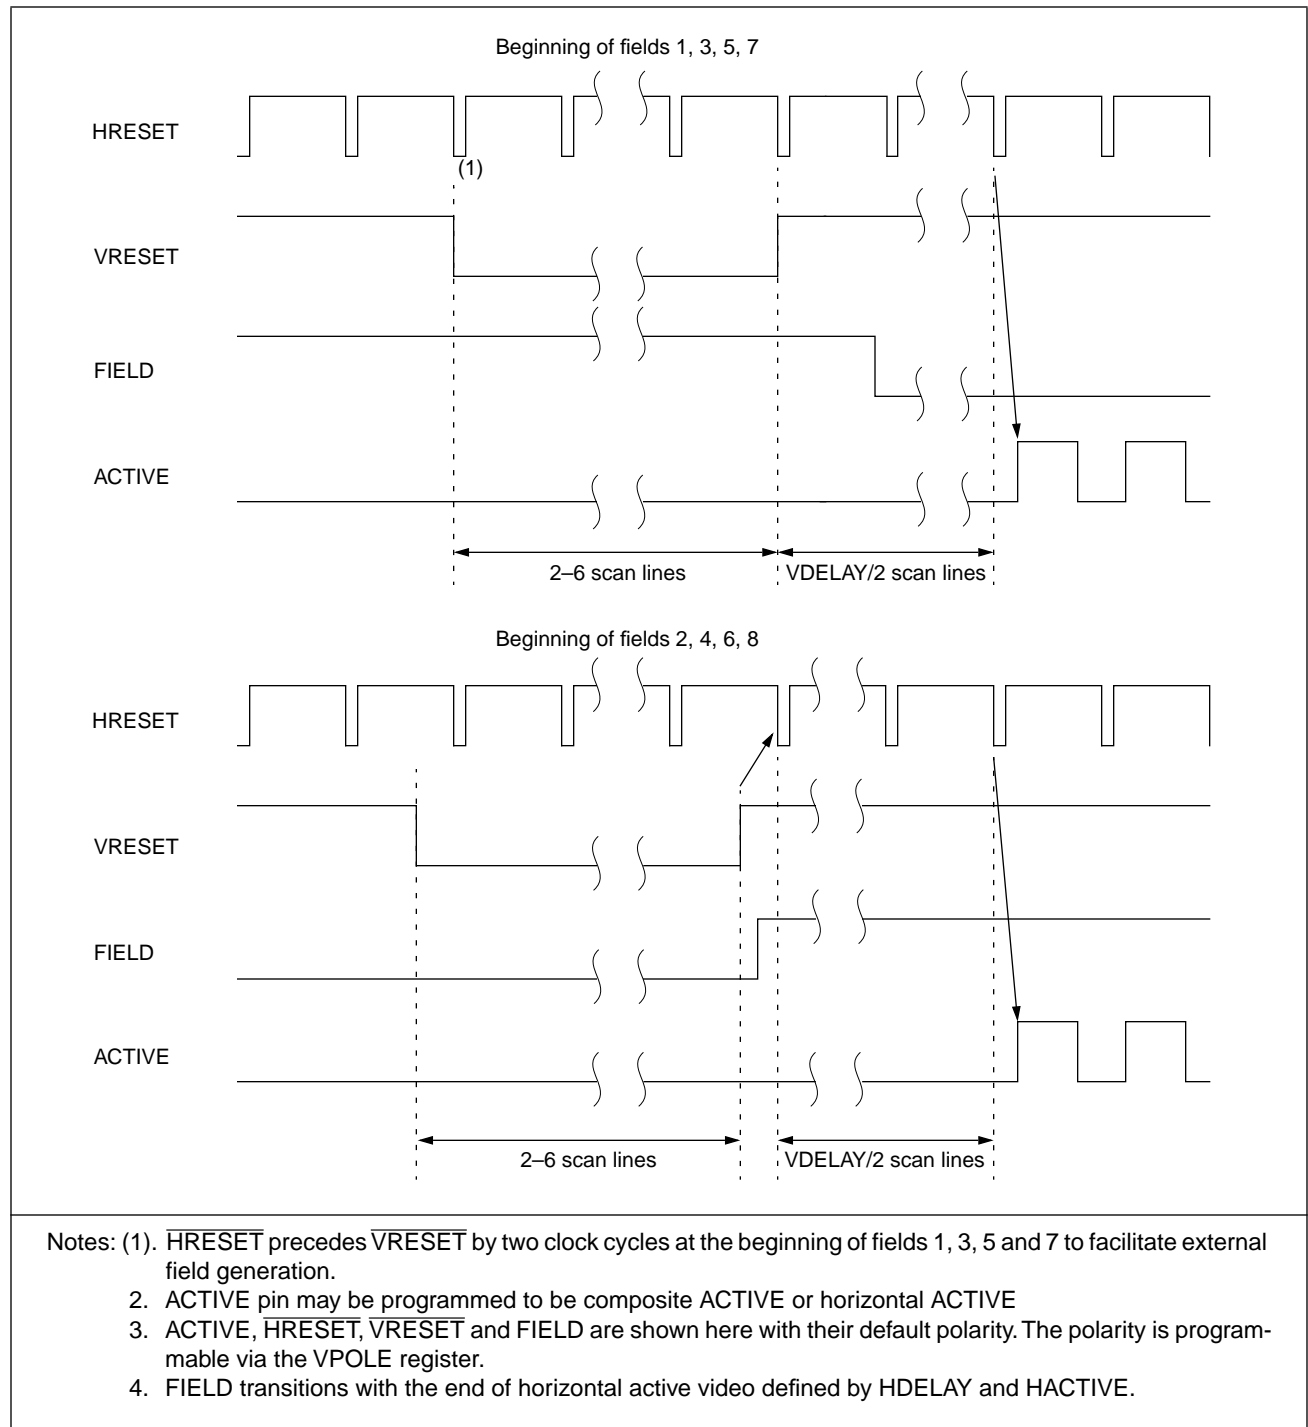 Beginning of fields 1, 3, 5, 7
HRESET
(1)
VRESET
FIELD
ACTIVE
2–6 scan lines
VDELAY/2 scan lines
Beginning of fields 2, 4, 6, 8
HRESET
VRESET
FIELD
ACTIVE
2–6 scan lines
VDELAY/2 scan lines
Notes: (1). HRESET precedes VRESET by two clock cycles at the beginning of fields 1, 3, 5 and 7 to facilitate external
field generation.
2. ACTIVE pin may be programmed to be composite ACTIVE or horizontal ACTIVE
3. ACTIVE, HRESET, VRESET and FIELD are shown here with their default polarity. The polarity is program-
mable via the VPOLE register.
4. FIELD transitions with the end of horizontal active video defined by HDELAY and HACTIVE.